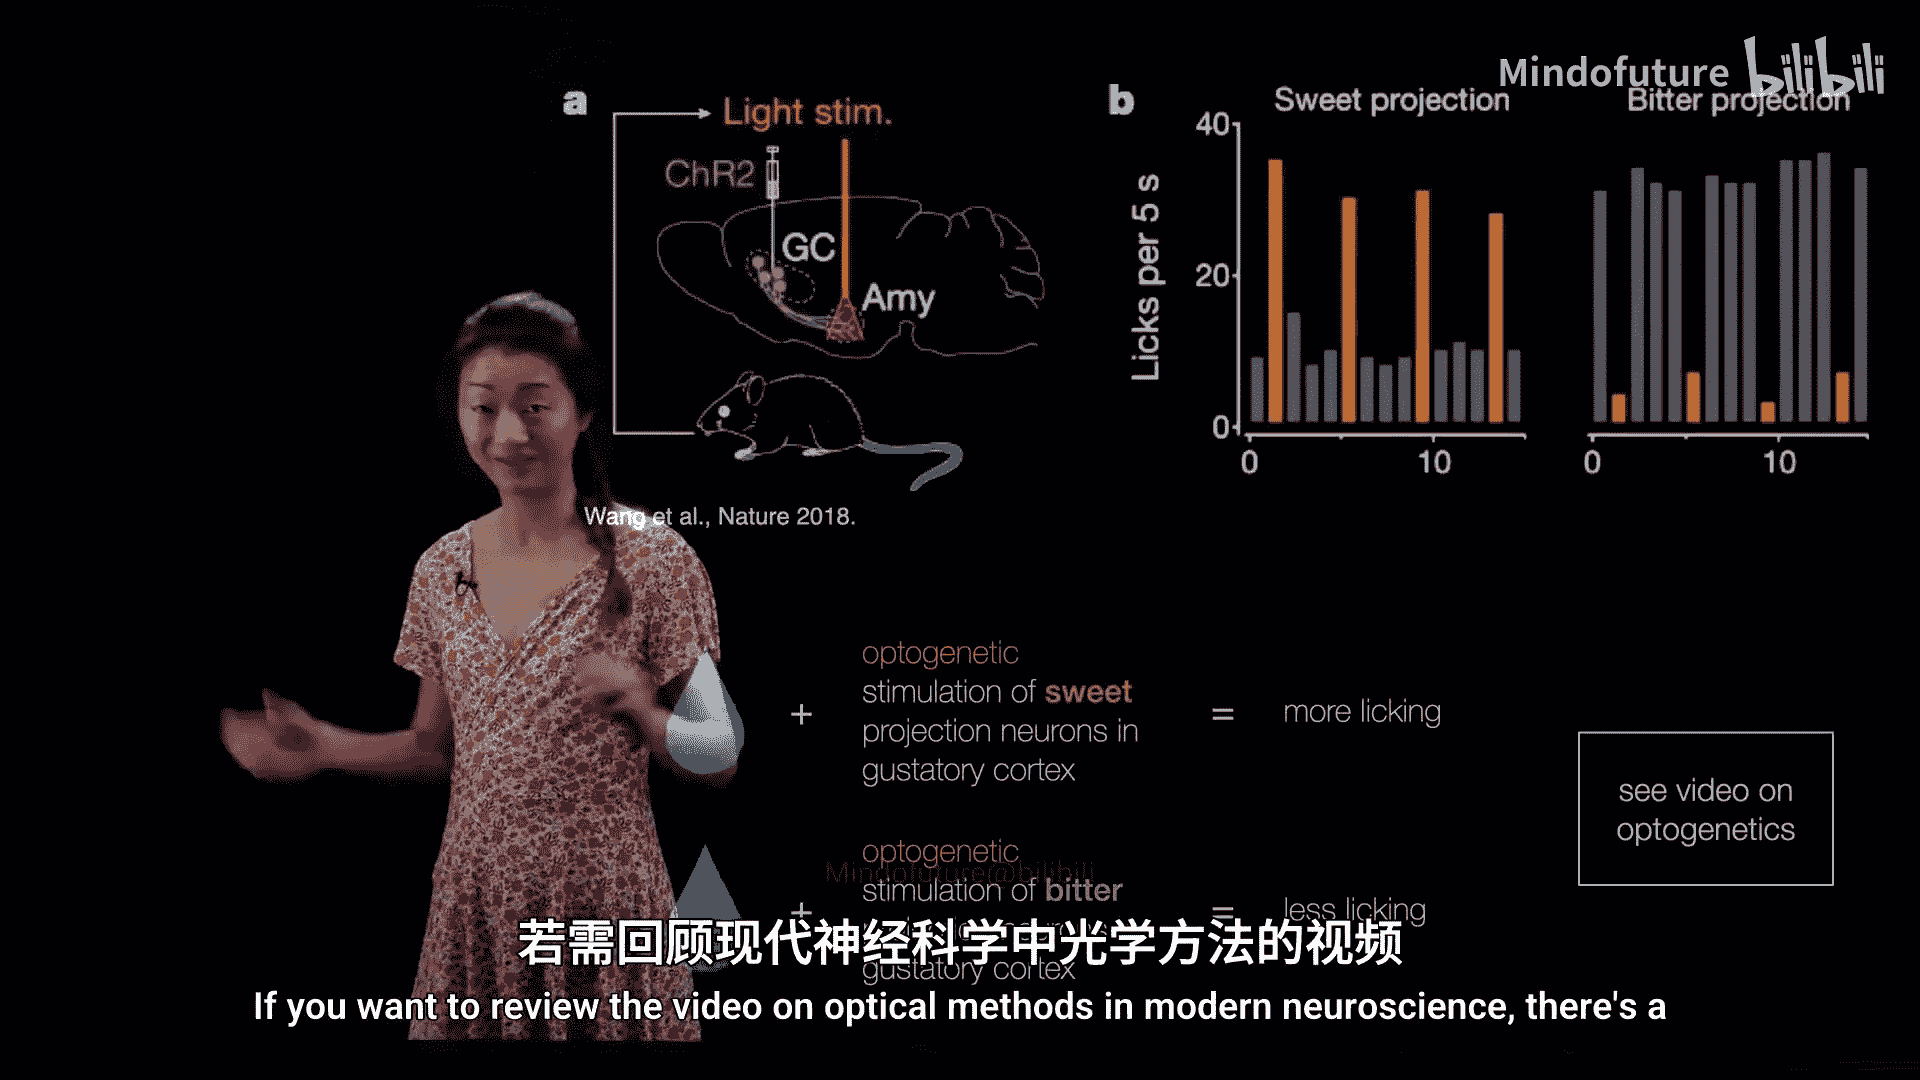 Mindofuture bilibili
a
Light stim.
ChR2
GC
Amy
Wang et al., Nature 2018.
b
Sweet projection
Bitter projection
Licks per 5 s
40
20
0
0
10
0
10
optogenetic
stimulation of sweet
projection neurons in
gustatory cortex
+
=
more licking
optogenetic
stimulation of bitter
gustatory cortex
+
=
less licking
see video on
optogenetics
Mindofuture@bilibili
若需回顾现代神经科学中光学方法的视频
If you want to review the video on optical methods in modern neuroscience, there's a